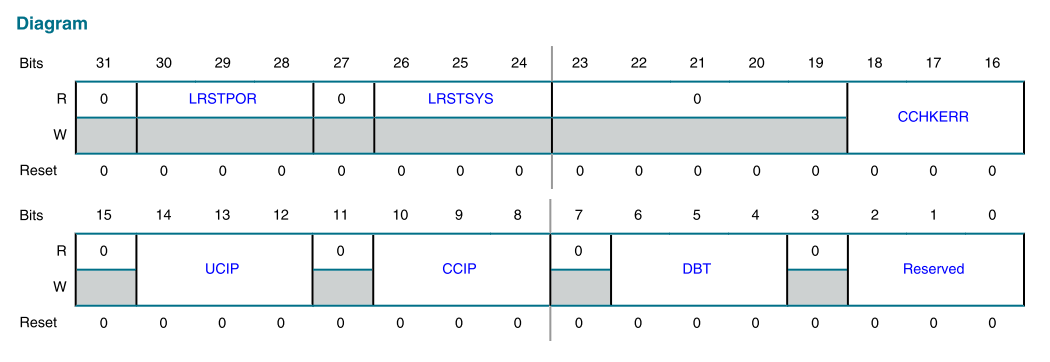 Diagram
Bits 31 30 29 28 27 26 25 24 23 22 21 20 19 18 17 16
R 0 LRSTPOR 0 LRSTSYS 0 CCHKERR
W
Reset 0 0 0 0 0 0 0 0 0 0 0 0 0 0 0 0
Bits 15 14 13 12 11 10 9 8 7 6 5 4 3 2 1 0
R 0 UCIP 0 CCIP 0 DBT 0 Reserved
W
Reset 0 0 0 0 0 0 0 0 0 0 0 0 0 0 0 0